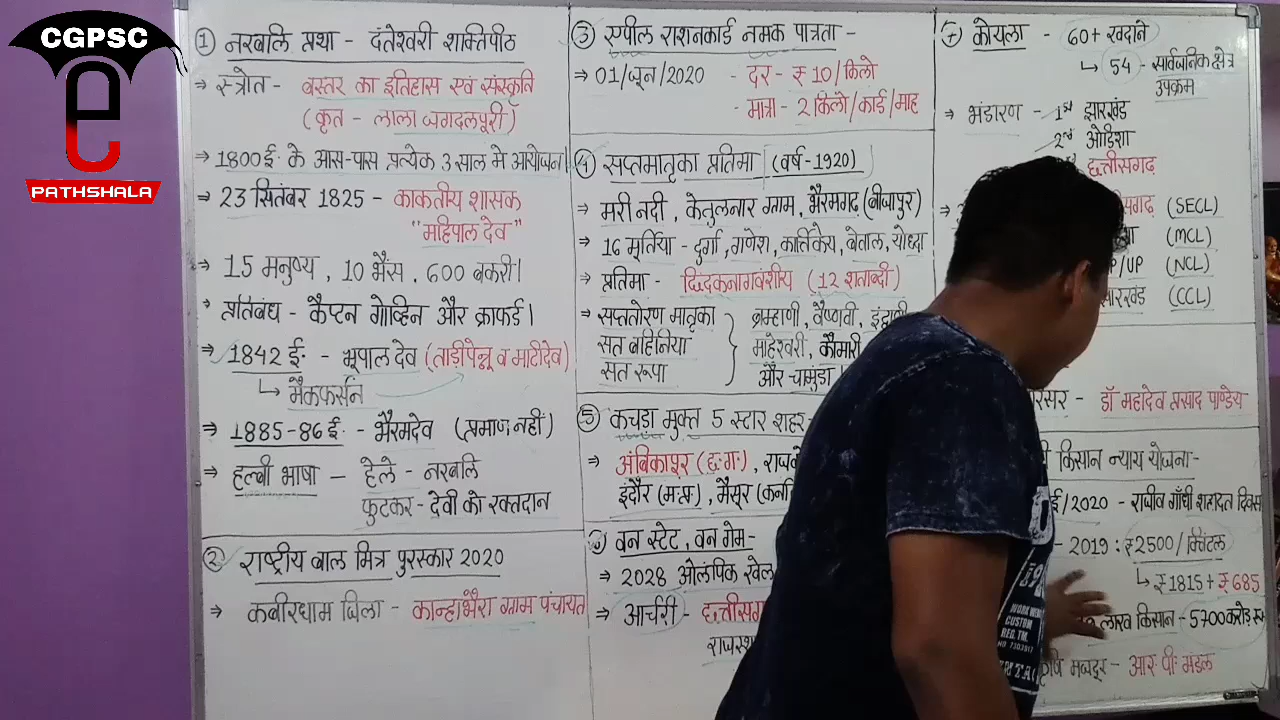 CGPSC
e
PATHSHALA
① नरबलि प्रथा - दंतेश्वरी शक्तिपीठ
⇒ स्त्रोत - बस्तर का इतिहास एवं संस्कृति
(कृत - लाला जगदलपूरी)
⇒ 1800 ई. के आस-पास प्रत्येक 3 साल मे आयोजन।
⇒ 23 सितंबर 1825 - काकतीय शासक
"महिपाल देव"
⇒ 15 मनुष्य, 10 भैंस, 600 बकरी।
⇒ प्रतिबंध - कैप्टन गोव्हिन और क्राफर्ड।
⇒ 1842 ई. - भूपाल देव (ताड़ीपेन्नू व माटीदेव)
↳ मैकफर्सन
⇒ 1885-86 ई. - भैरमदेव (प्रमाण नहीं)
⇒ हल्बी भाषा - हेले - नरबलि
फुटकर - देवी को रक्तदान
② राष्ट्रीय बाल मित्र पुरस्कार 2020
⇒ कबीरधाम जिला - कान्हाभैरा ग्राम पंचायत
③ एपील राशनकार्ड नमक पात्रता -
⇒ 01/जून/2020 - दर - ₹ 10/किलो
- मात्रा - 2 किलो/कार्ड/माह
④ सप्तमातृका प्रतिमा (वर्ष-1920)
⇒ मरी नदी, केतुलनार ग्राम, भैरमगढ़ (बीजापुर)
⇒ 16 मूर्तियां - दुर्गा, गणेश, कार्तिकेय, बेताल, योध्दा
⇒ प्रतिमा - छिंदकनागवंशीय (12 शताब्दी)
⇒ सप्ततोरण मातृका } ब्रम्हाणी, वैष्णवी, इंद्राणी
सत बहिनिया माहेश्वरी, कौमारी
सत रूपा और चामुंडा।
⑤ कचड़ा मुक्त 5 स्टार शहर -
⇒ अंबिकापुर (छ.ग.), राजको
इंदौर (म.प्र.), मैसूर (कर्ना
⑥ वन स्टेट, वन गेम -
⇒ 2028 ओलंपिक खेल
⇒ आर्चरी - छत्तीसग
राजस्थ
⑦ कोयला - 60+ खदाने
↳ 54 - सार्वजनिक क्षेत्र
उपक्रम
⇒ भंडारण - 1st झारखंड
2nd ओडिशा
छत्तीसगढ़
सगढ़ (SECL)
(MCL)
P/UP (NCL)
झारखंड (CCL)
डॉ महादेव प्रसाद पाण्डेय
किसान न्याय योजना -
ई/2020 - राजीव गाँधी शहादत दिवस
- 2019 : ₹2500/क्विंटल
↳ ₹1815 + ₹685
लाख किसान - 5700 करोड़ रू
कृषि मजदूर - आर. पी. मंडल